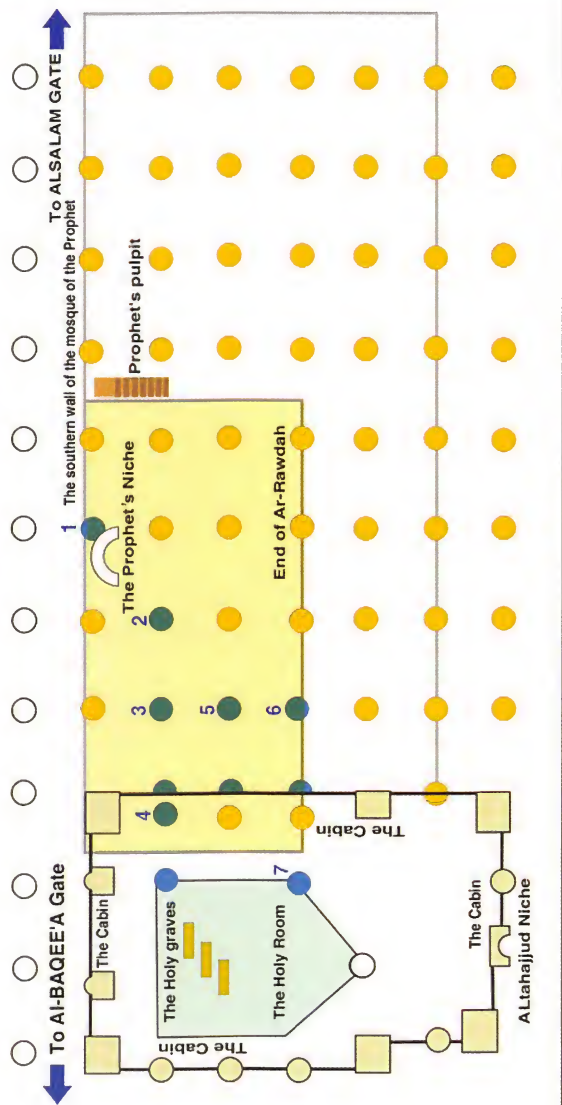 To ALSALAM GATE
The southern wall of the mosque of the Prophet
Prophet's pulpit
1
The Prophet's Niche
End of Ar-Rawdah
2
3
5
6
4
The Cabin
To Al-BAQEE'A Gate
The Cabin
The Holy graves
7
The Holy Room
The Cabin
The Cabin
ALtahajjud Niche